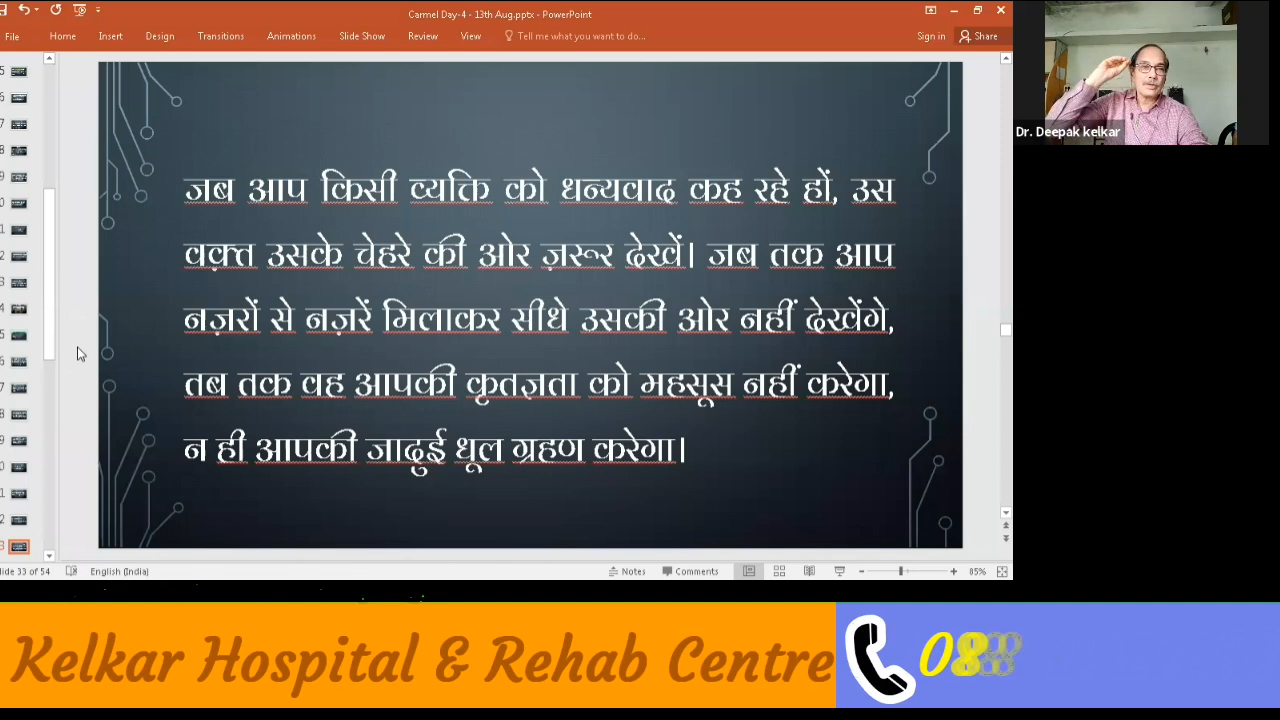 Carmel Day-4 - 13th Aug.pptx - PowerPoint
File Home Insert Design Transitions Animations Slide Show Review View Tell me what you want to do... Sign in Share
Dr. Deepak kelkar
जब आप किसी व्यक्ति को धन्यवाद कह रहे हों, उस
वक़्त उसके चेहरे की ओर ज़रूर देखें। जब तक आप
नज़रों से नज़रें मिलाकर सीधे उसकी ओर नहीं देखेंगे,
तब तक वह आपकी कृतज्ञता को महसूस नहीं करेगा,
न ही आपकी जादुई धूल ग्रहण करेगा।
lide 33 of 54 English (India) Notes Comments 85%
Kelkar Hospital & Rehab Centre 08